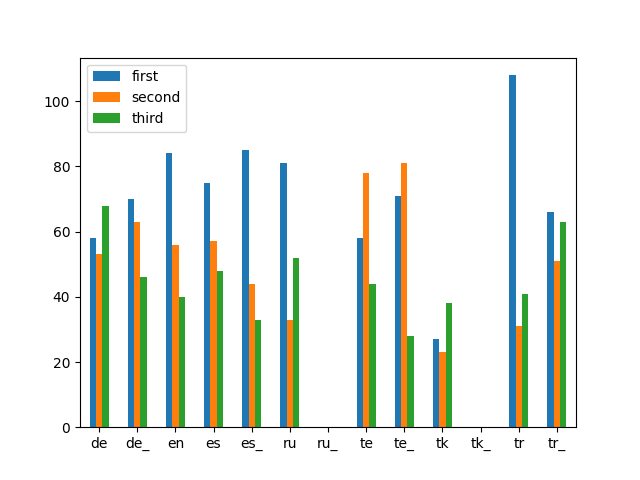 first
second
third
100
80
60
40
20
0
de de_ en es es_ ru ru_ te te_ tk tk_ tr tr_